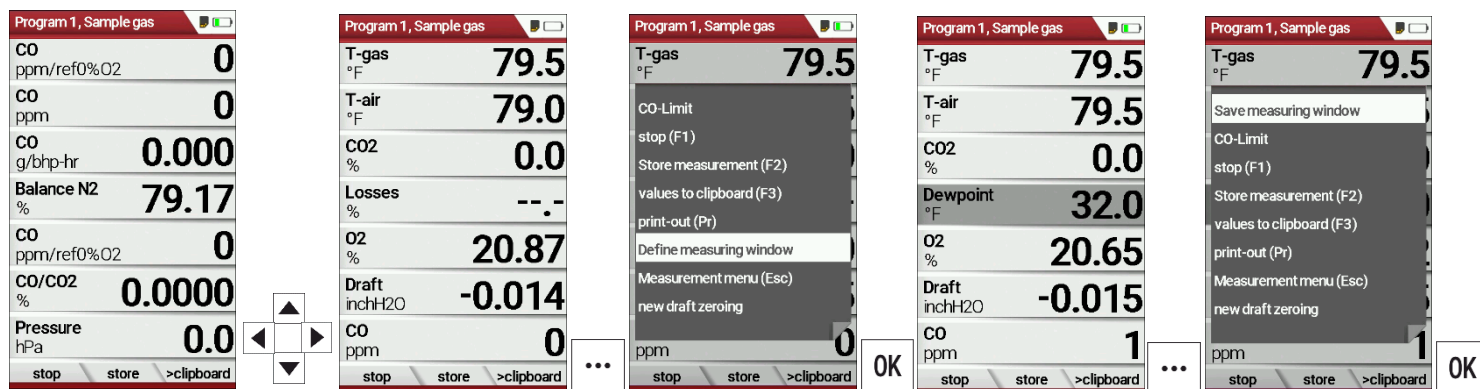 Program 1, Sample gas
CO
ppm/ref0%O2
0
CO
ppm
0
CO
g/bhp-hr
0.000
Balance N2
%
79.17
CO
ppm/ref0%O2
0
CO/CO2
%
0.0000
Pressure
hPa
0.0
stop store >clipboard
Program 1, Sample gas
T-gas
°F
79.5
T-air
°F
79.0
CO2
%
0.0
Losses
%
--.-
O2
%
20.87
Draft
inchH2O
-0.014
CO
ppm
0
stop store >clipboard
...
Program 1, Sample gas
T-gas
°F
79.5
CO-Limit
stop (F1)
Store measurement (F2)
values to clipboard (F3)
print-out (Pr)
Define measuring window
Measurement menu (Esc)
new draft zeroing
ppm
0
stop store >clipboard
OK
Program 1, Sample gas
T-gas
°F
79.5
T-air
°F
79.5
CO2
%
0.0
Dewpoint
°F
32.0
O2
%
20.65
Draft
inchH2O
-0.015
CO
ppm
1
stop store >clipboard
...
Program 1, Sample gas
T-gas
°F
79.5
Save measuring window
CO-Limit
stop (F1)
Store measurement (F2)
values to clipboard (F3)
print-out (Pr)
Measurement menu (Esc)
new draft zeroing
ppm
1
stop store >clipboard
OK